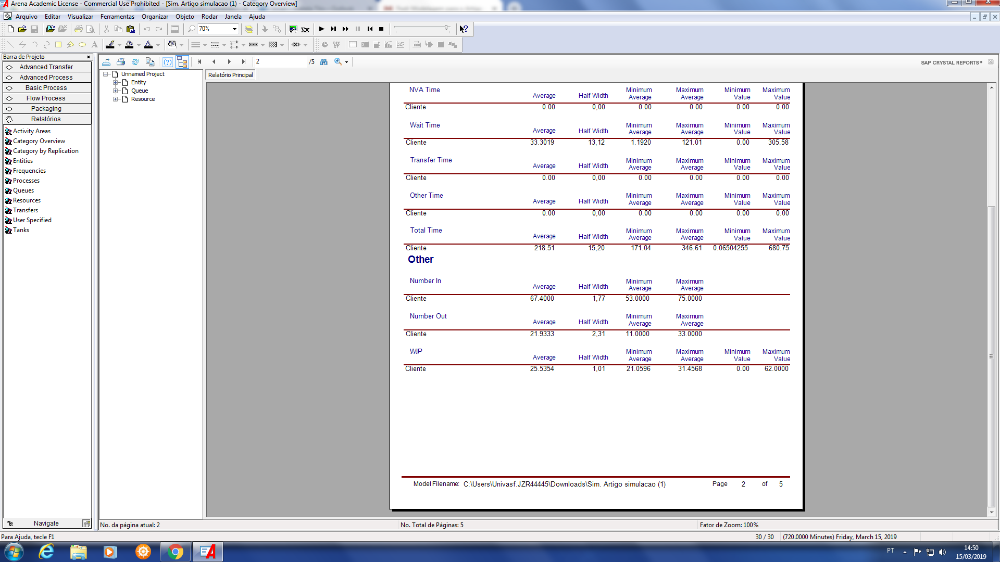 Arena Academic License - Commercial Use Prohibited - [Sim. Artigo simulacao (1) - Category Overview]
Arquivo Editar Visualizar Ferramentas Organizar Objeto Rodar Janela Ajuda
70%
Barra de Projeto
Advanced Transfer
Advanced Process
Basic Process
Flow Process
Packaging
Relatórios
Activity Areas
Category Overview
Category by Replication
Entities
Frequencies
Processes
Queues
Resources
Transfers
User Specified
Tanks
Navigate
2 /5
SAP CRYSTAL REPORTS®
Unnamed Project
Entity
Queue
Resource
Relatório Principal
NVA Time Average Half Width Minimum Average Maximum Average Minimum Value Maximum Value
Cliente 0.00 0,00 0.00 0.00 0.00 0.00
Wait Time Average Half Width Minimum Average Maximum Average Minimum Value Maximum Value
Cliente 33.3019 13,12 1.1920 121.01 0.00 305.58
Transfer Time Average Half Width Minimum Average Maximum Average Minimum Value Maximum Value
Cliente 0.00 0,00 0.00 0.00 0.00 0.00
Other Time Average Half Width Minimum Average Maximum Average Minimum Value Maximum Value
Cliente 0.00 0,00 0.00 0.00 0.00 0.00
Total Time Average Half Width Minimum Average Maximum Average Minimum Value Maximum Value
Cliente 218.51 15,20 171.04 346.61 0.06504255 680.75
Other
Number In Average Half Width Minimum Average Maximum Average
Cliente 67.4000 1,77 53.0000 75.0000
Number Out Average Half Width Minimum Average Maximum Average
Cliente 21.9333 2,31 11.0000 33.0000
WIP Average Half Width Minimum Average Maximum Average Minimum Value Maximum Value
Cliente 25.5354 1,01 21.0596 31.4568 0.00 62.0000
Model Filename: C:\Users\Univasf.JZR44445\Downloads\Sim. Artigo simulacao (1) Page 2 of 5
No. da página atual: 2 No. Total de Páginas: 5 Fator de Zoom: 100%
Para Ajuda, tecle F1 30 / 30 (720.0000 Minutes) Friday, March 15, 2019
PT 14:50
15/03/2019